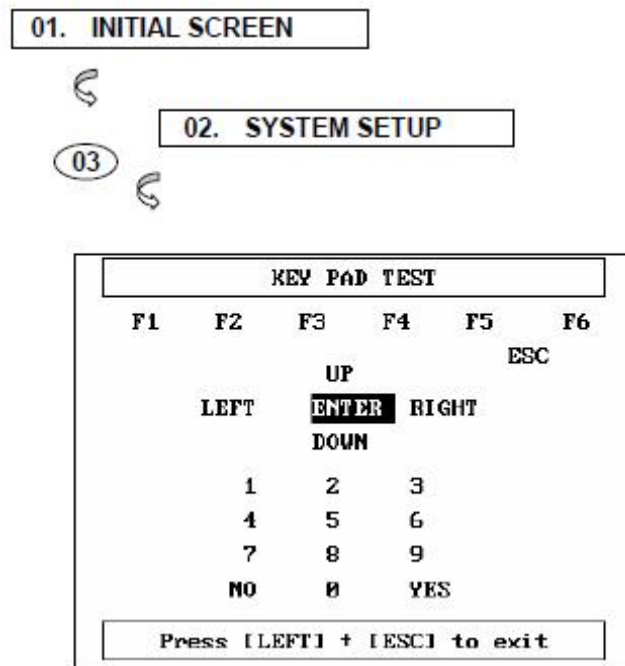 01. INITIAL SCREEN
02. SYSTEM SETUP
03
KEY PAD TEST
F1 F2 F3 F4 F5 F6
ESC
UP
LEFT ENTER RIGHT
DOWN
1 2 3
4 5 6
7 8 9
NO 0 YES
Press [LEFT] + [ESC] to exit